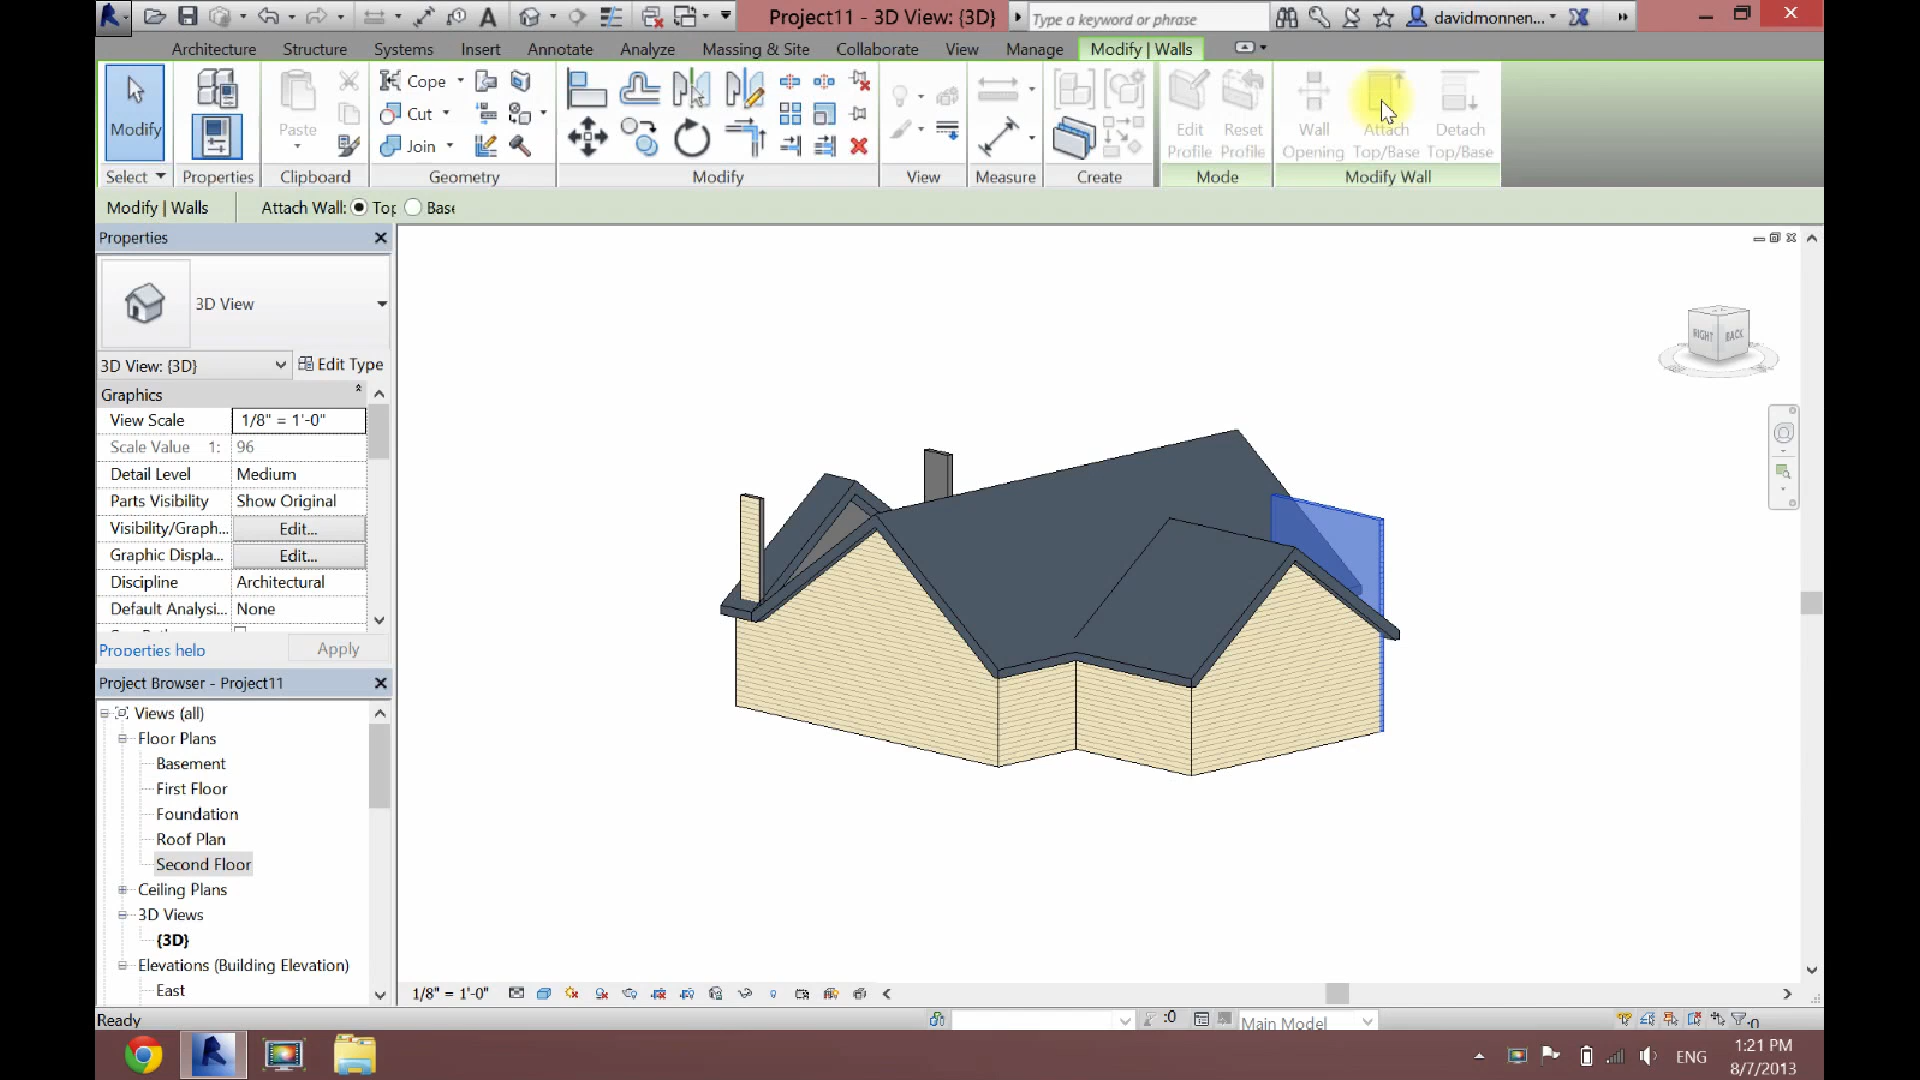 Project11 - 3D View: {3D}
Type a keyword or phrase
davidmonnen...
Architecture
Structure
Systems
Insert
Annotate
Analyze
Massing & Site
Collaborate
View
Manage
Modify | Walls
Modify
Select
Properties
Paste
Clipboard
Cope
Cut
Join
Geometry
Modify
View
Measure
Create
Edit Profile
Reset Profile
Mode
Wall Opening
Attach Top/Base
Detach Top/Base
Modify Wall
Modify | Walls
Attach Wall:
Top
Base
Properties
3D View
3D View: {3D}
Edit Type
Graphics
View Scale 1/8" = 1'-0"
Scale Value 1: 96
Detail Level Medium
Parts Visibility Show Original
Visibility/Graph... Edit...
Graphic Displa... Edit...
Discipline Architectural
Default Analysi... None
Properties help
Apply
Project Browser - Project11
Views (all)
Floor Plans
Basement
First Floor
Foundation
Roof Plan
Second Floor
Ceiling Plans
3D Views
{3D}
Elevations (Building Elevation)
East
RIGHT
BACK
1/8" = 1'-0"
Ready
:0
Main Model
:0
ENG
1:21 PM
8/7/2013